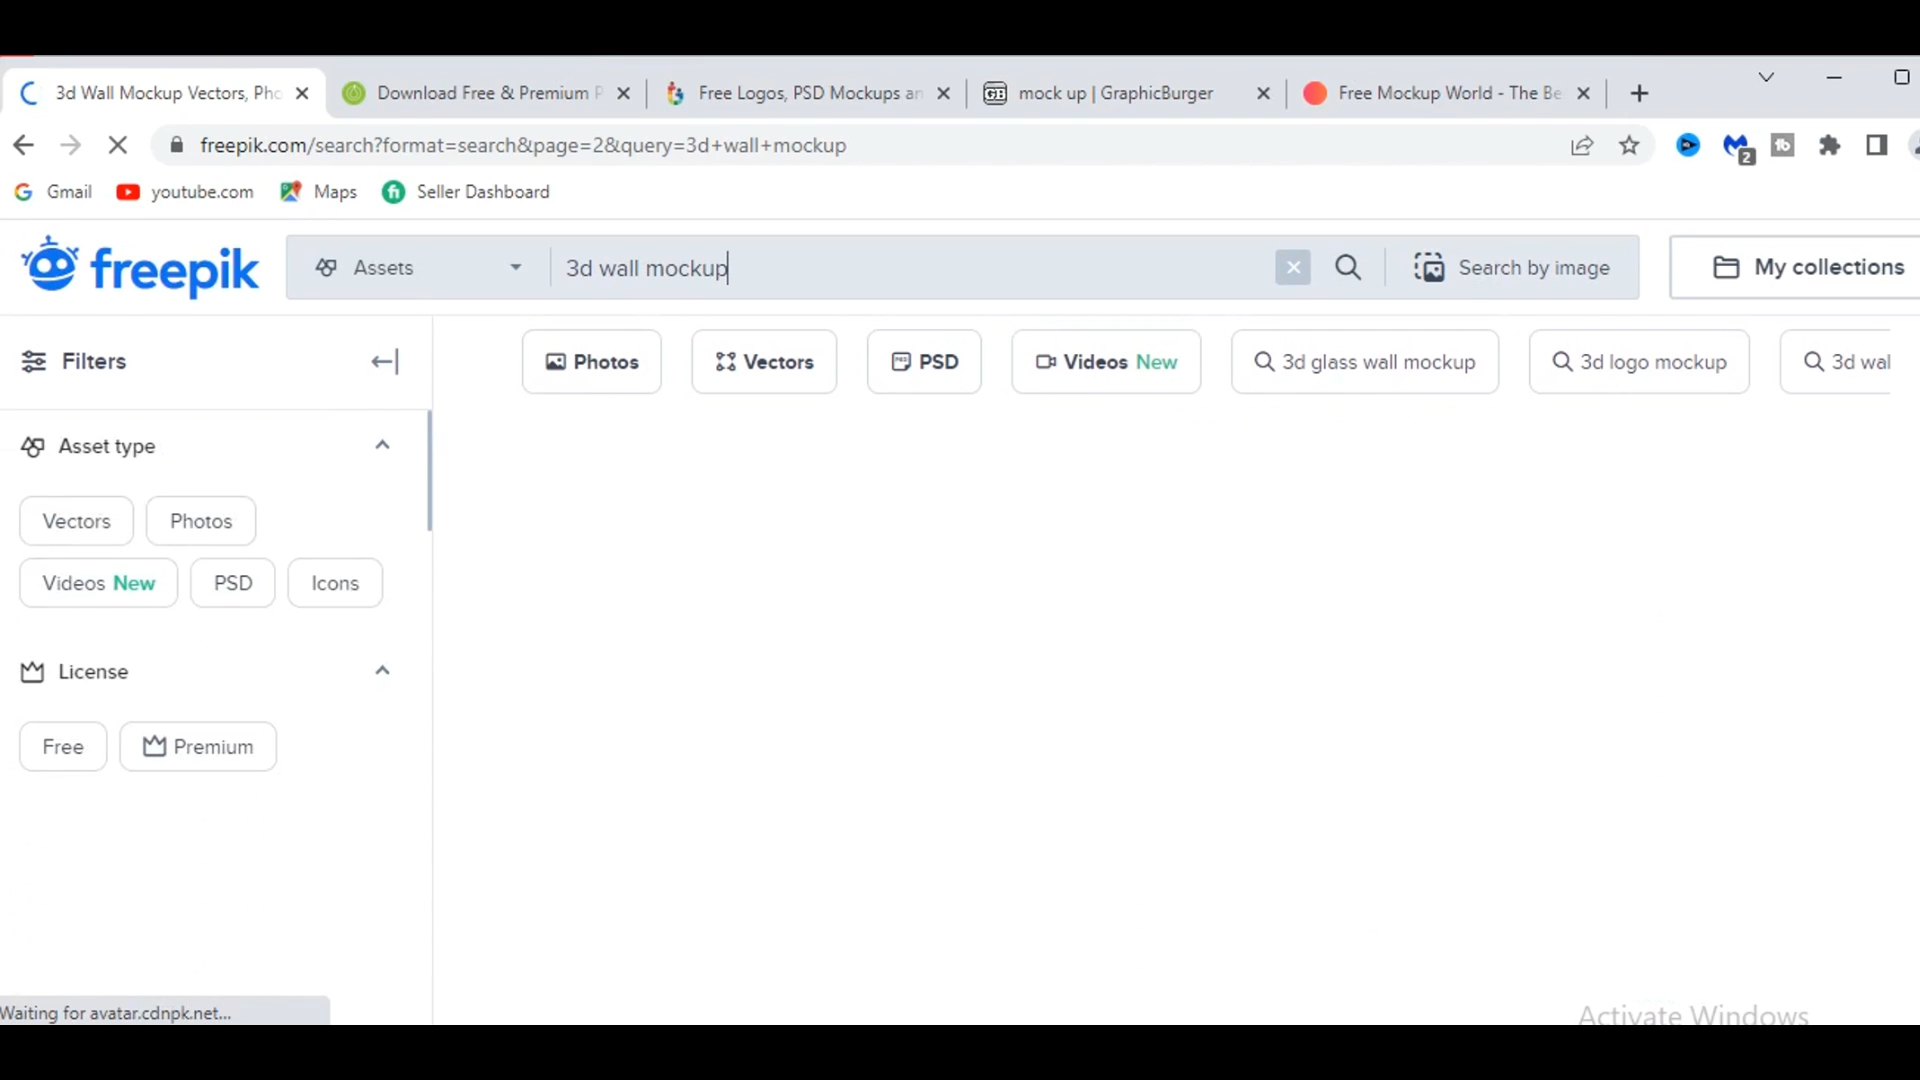 3d Wall Mockup Vectors, Pho
Download Free & Premium P
Free Logos, PSD Mockups an
mock up | GraphicBurger
Free Mockup World - The Be
freepik.com/search?format=search&page=2&query=3d+wall+mockup
2
Gmail
youtube.com
Maps
Seller Dashboard
freepik
Assets
3d wall mockup
Search by image
My collections
Filters
Photos
Vectors
PSD
Videos New
3d glass wall mockup
3d logo mockup
3d wal
Asset type
Vectors
Photos
Videos New
PSD
Icons
License
Free
Premium
Waiting for avatar.cdnpk.net...
Activate Windows